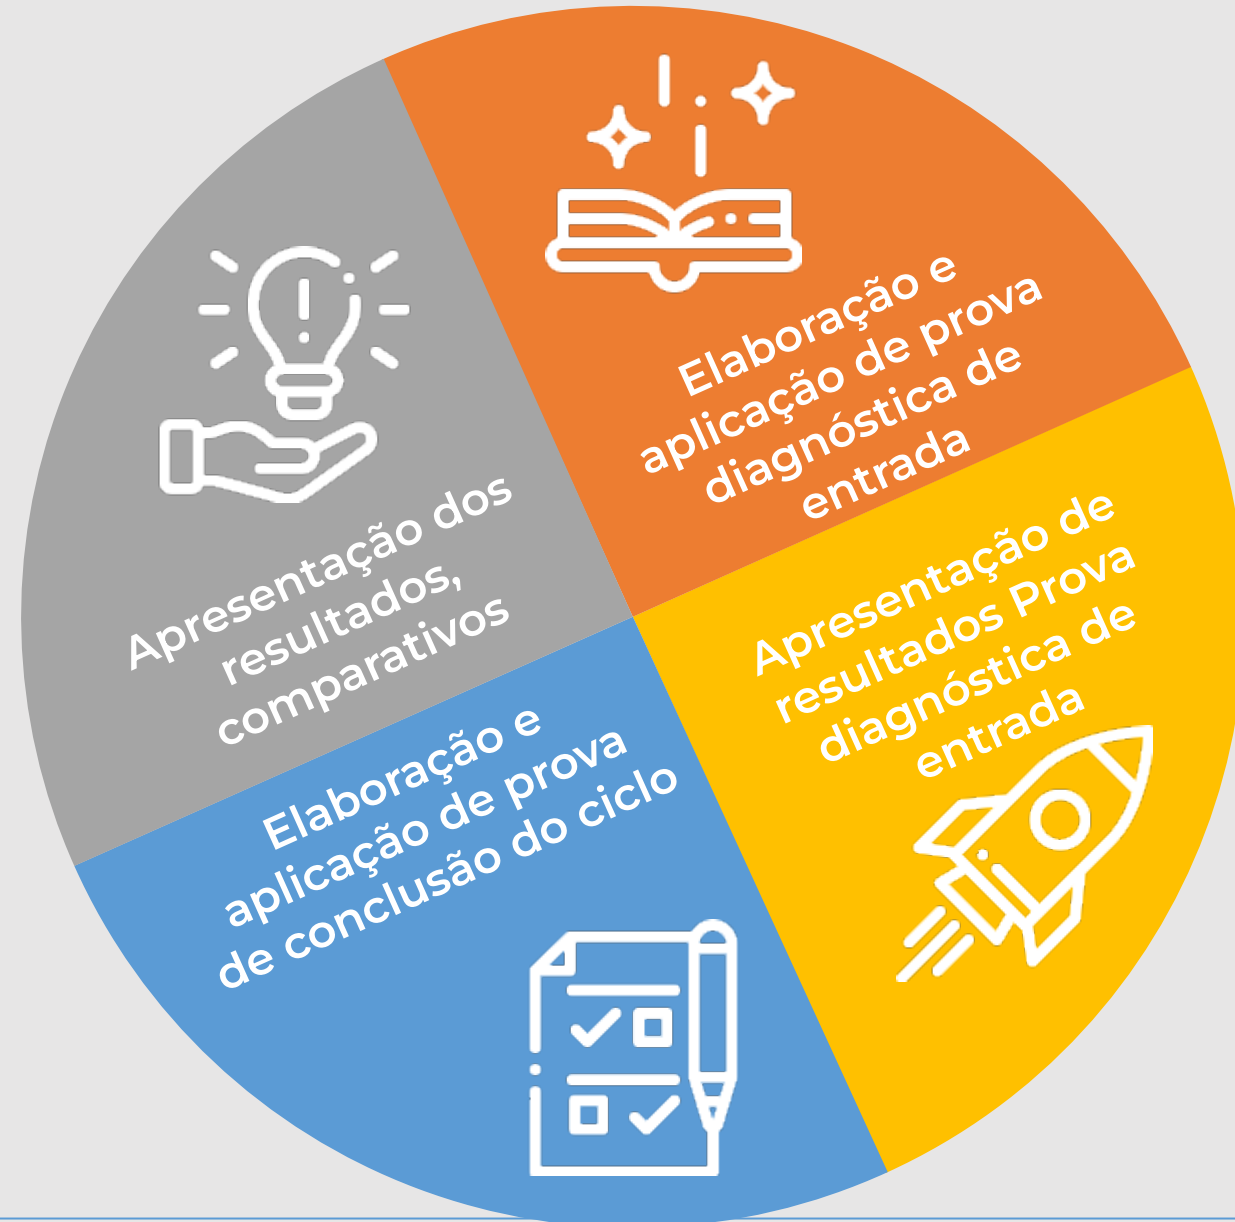 Elaboração e
aplicação de prova
diagnóstica de
entrada
Apresentação de
resultados Prova
diagnóstica de
entrada
Elaboração e
aplicação de prova
de conclusão do ciclo
Apresentação dos
resultados,
comparativos